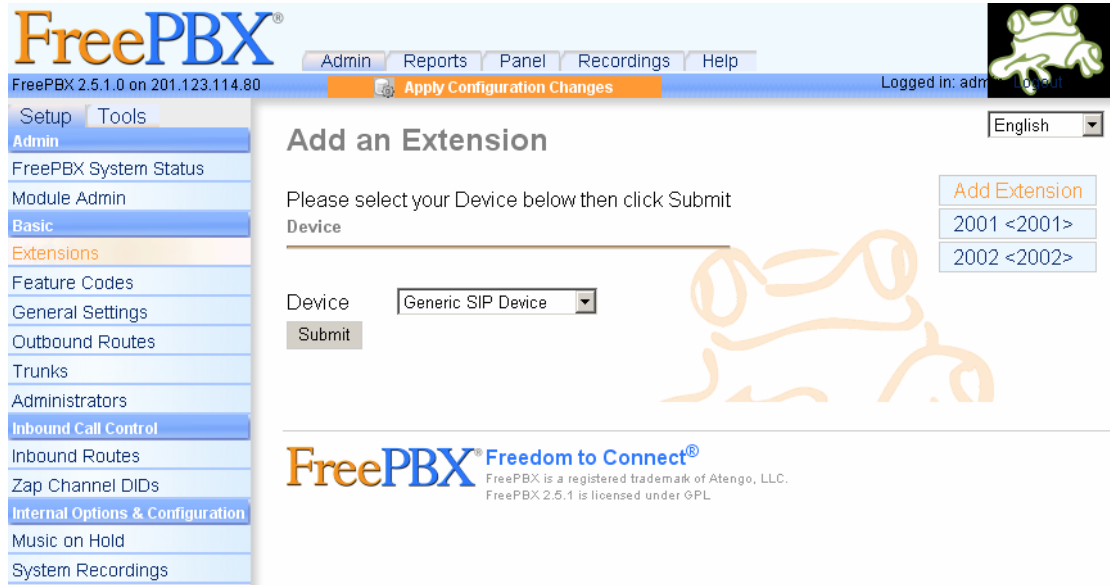 FreePBX®
Admin Reports Panel Recordings Help
FreePBX 2.5.1.0 on 201.123.114.80
Apply Configuration Changes
Logged in: adm Logout
Setup Tools
English
Admin
FreePBX System Status
Module Admin
Basic
Extensions
Feature Codes
General Settings
Outbound Routes
Trunks
Administrators
Inbound Call Control
Inbound Routes
Zap Channel DIDs
Internal Options & Configuration
Music on Hold
System Recordings
Add an Extension
Please select your Device below then click Submit
Device
Device Generic SIP Device
Submit
Add Extension
2001 <2001>
2002 <2002>
FreePBX® Freedom to Connect®
FreePBX is a registered trademark of Atengo, LLC.
FreePBX 2.5.1 is licensed under GPL